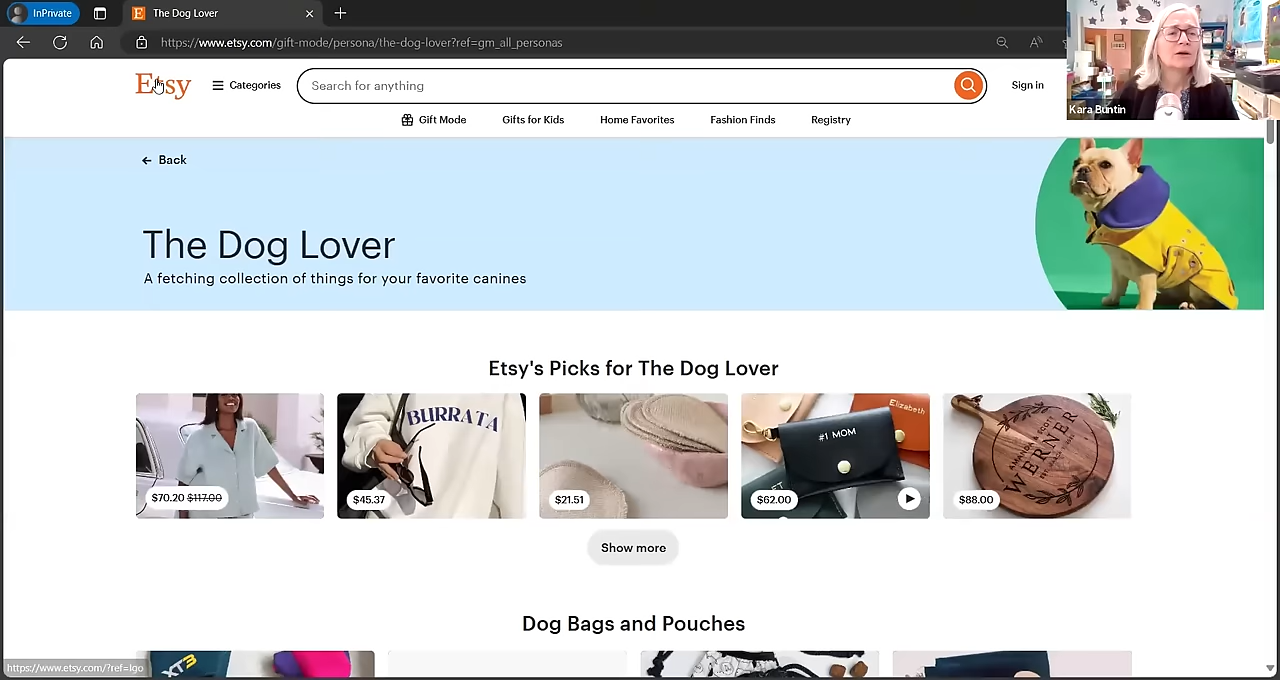 InPrivate
The Dog Lover
https://www.etsy.com/gift-mode/persona/the-dog-lover?ref=gm_all_personas
Etsy
Categories
Search for anything
Sign in
Kara Buntin
Gift Mode
Gifts for Kids
Home Favorites
Fashion Finds
Registry
Back
The Dog Lover
A fetching collection of things for your favorite canines
Etsy's Picks for The Dog Lover
BURRATA
#1 MOM
Elizabeth
WERNER
$70.20 $117.00
$45.37
$21.51
$62.00
$88.00
Show more
Dog Bags and Pouches
XT3
https://www.etsy.com/?ref=lgo